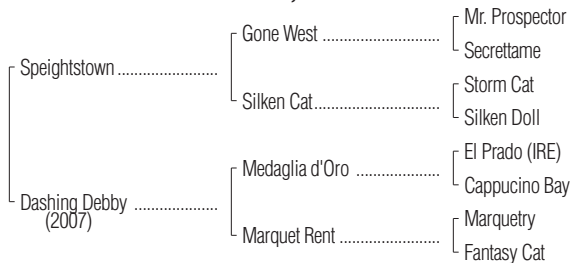 Mr. Prospector
Gone West
Secrettame
Speightstown
Storm Cat
Silken Cat
Silken Doll
El Prado (IRE)
Medaglia d'Oro
Cappucino Bay
Dashing Debby
(2007)
Marquetry
Marquet Rent
Fantasy Cat